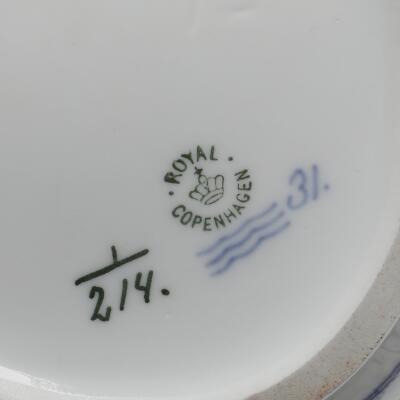 ROYAL
COPENHAGEN
31.
1
214.